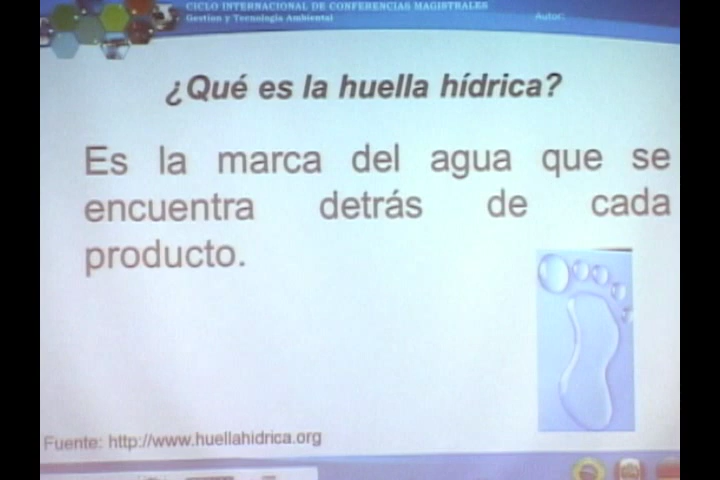 CICLO INTERNACIONAL DE CONFERENCIAS MAGISTRALES
Gestion y Tecnología Ambiental
Autor:
¿Qué es la huella hídrica?
Es la marca del agua que se
encuentra detrás de cada
producto.
Fuente: http://www.huellahidrica.org